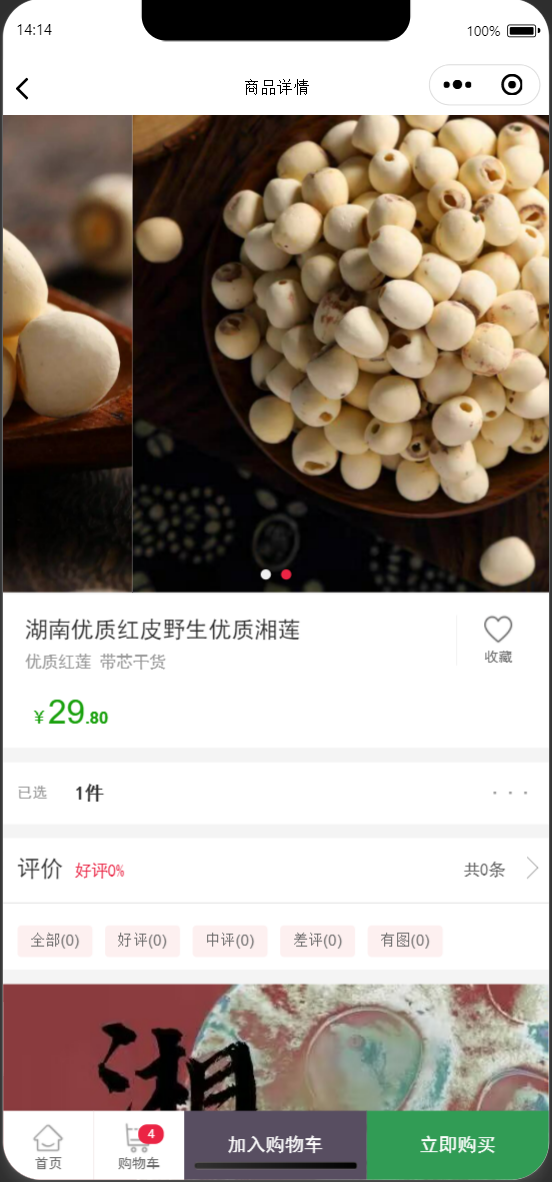 14:14
100%
商品详情
湖南优质红皮野生优质湘莲
收藏
优质红莲 带芯干货
¥29.80
已选 1件
评价 好评0% 共0条
全部(0) 好评(0) 中评(0) 差评(0) 有图(0)
湘
首页
4
购物车
加入购物车
立即购买